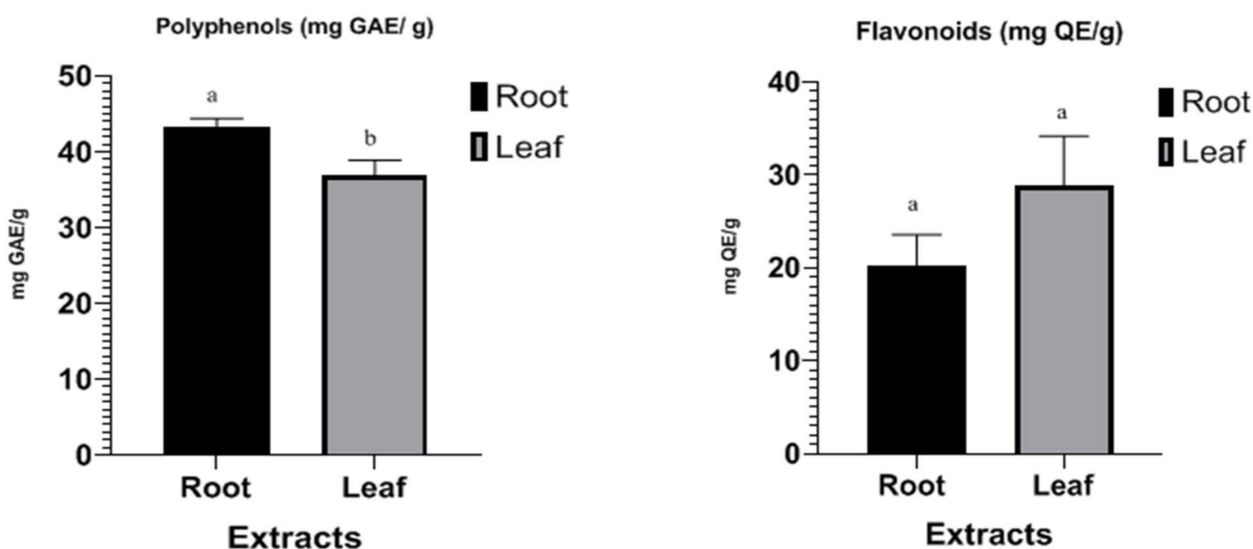 Polyphenols (mg GAE/ g)
50
40
30
20
10
0
mg GAE/g
a
b
Root
Leaf
Root
Leaf
Extracts
Flavonoids (mg QE/g)
40
30
20
10
0
mg QE/g
a
a
Root
Leaf
Root
Leaf
Extracts